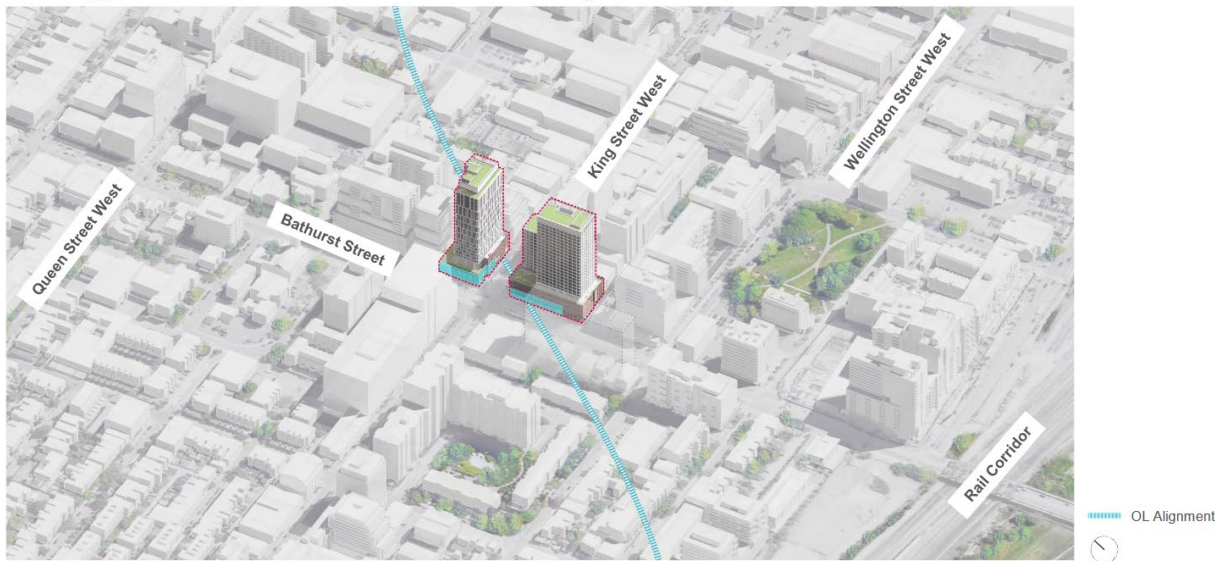 King Street West
Wellington Street West
Queen Street West
Bathurst Street
Rail Corridor
OL Alignment